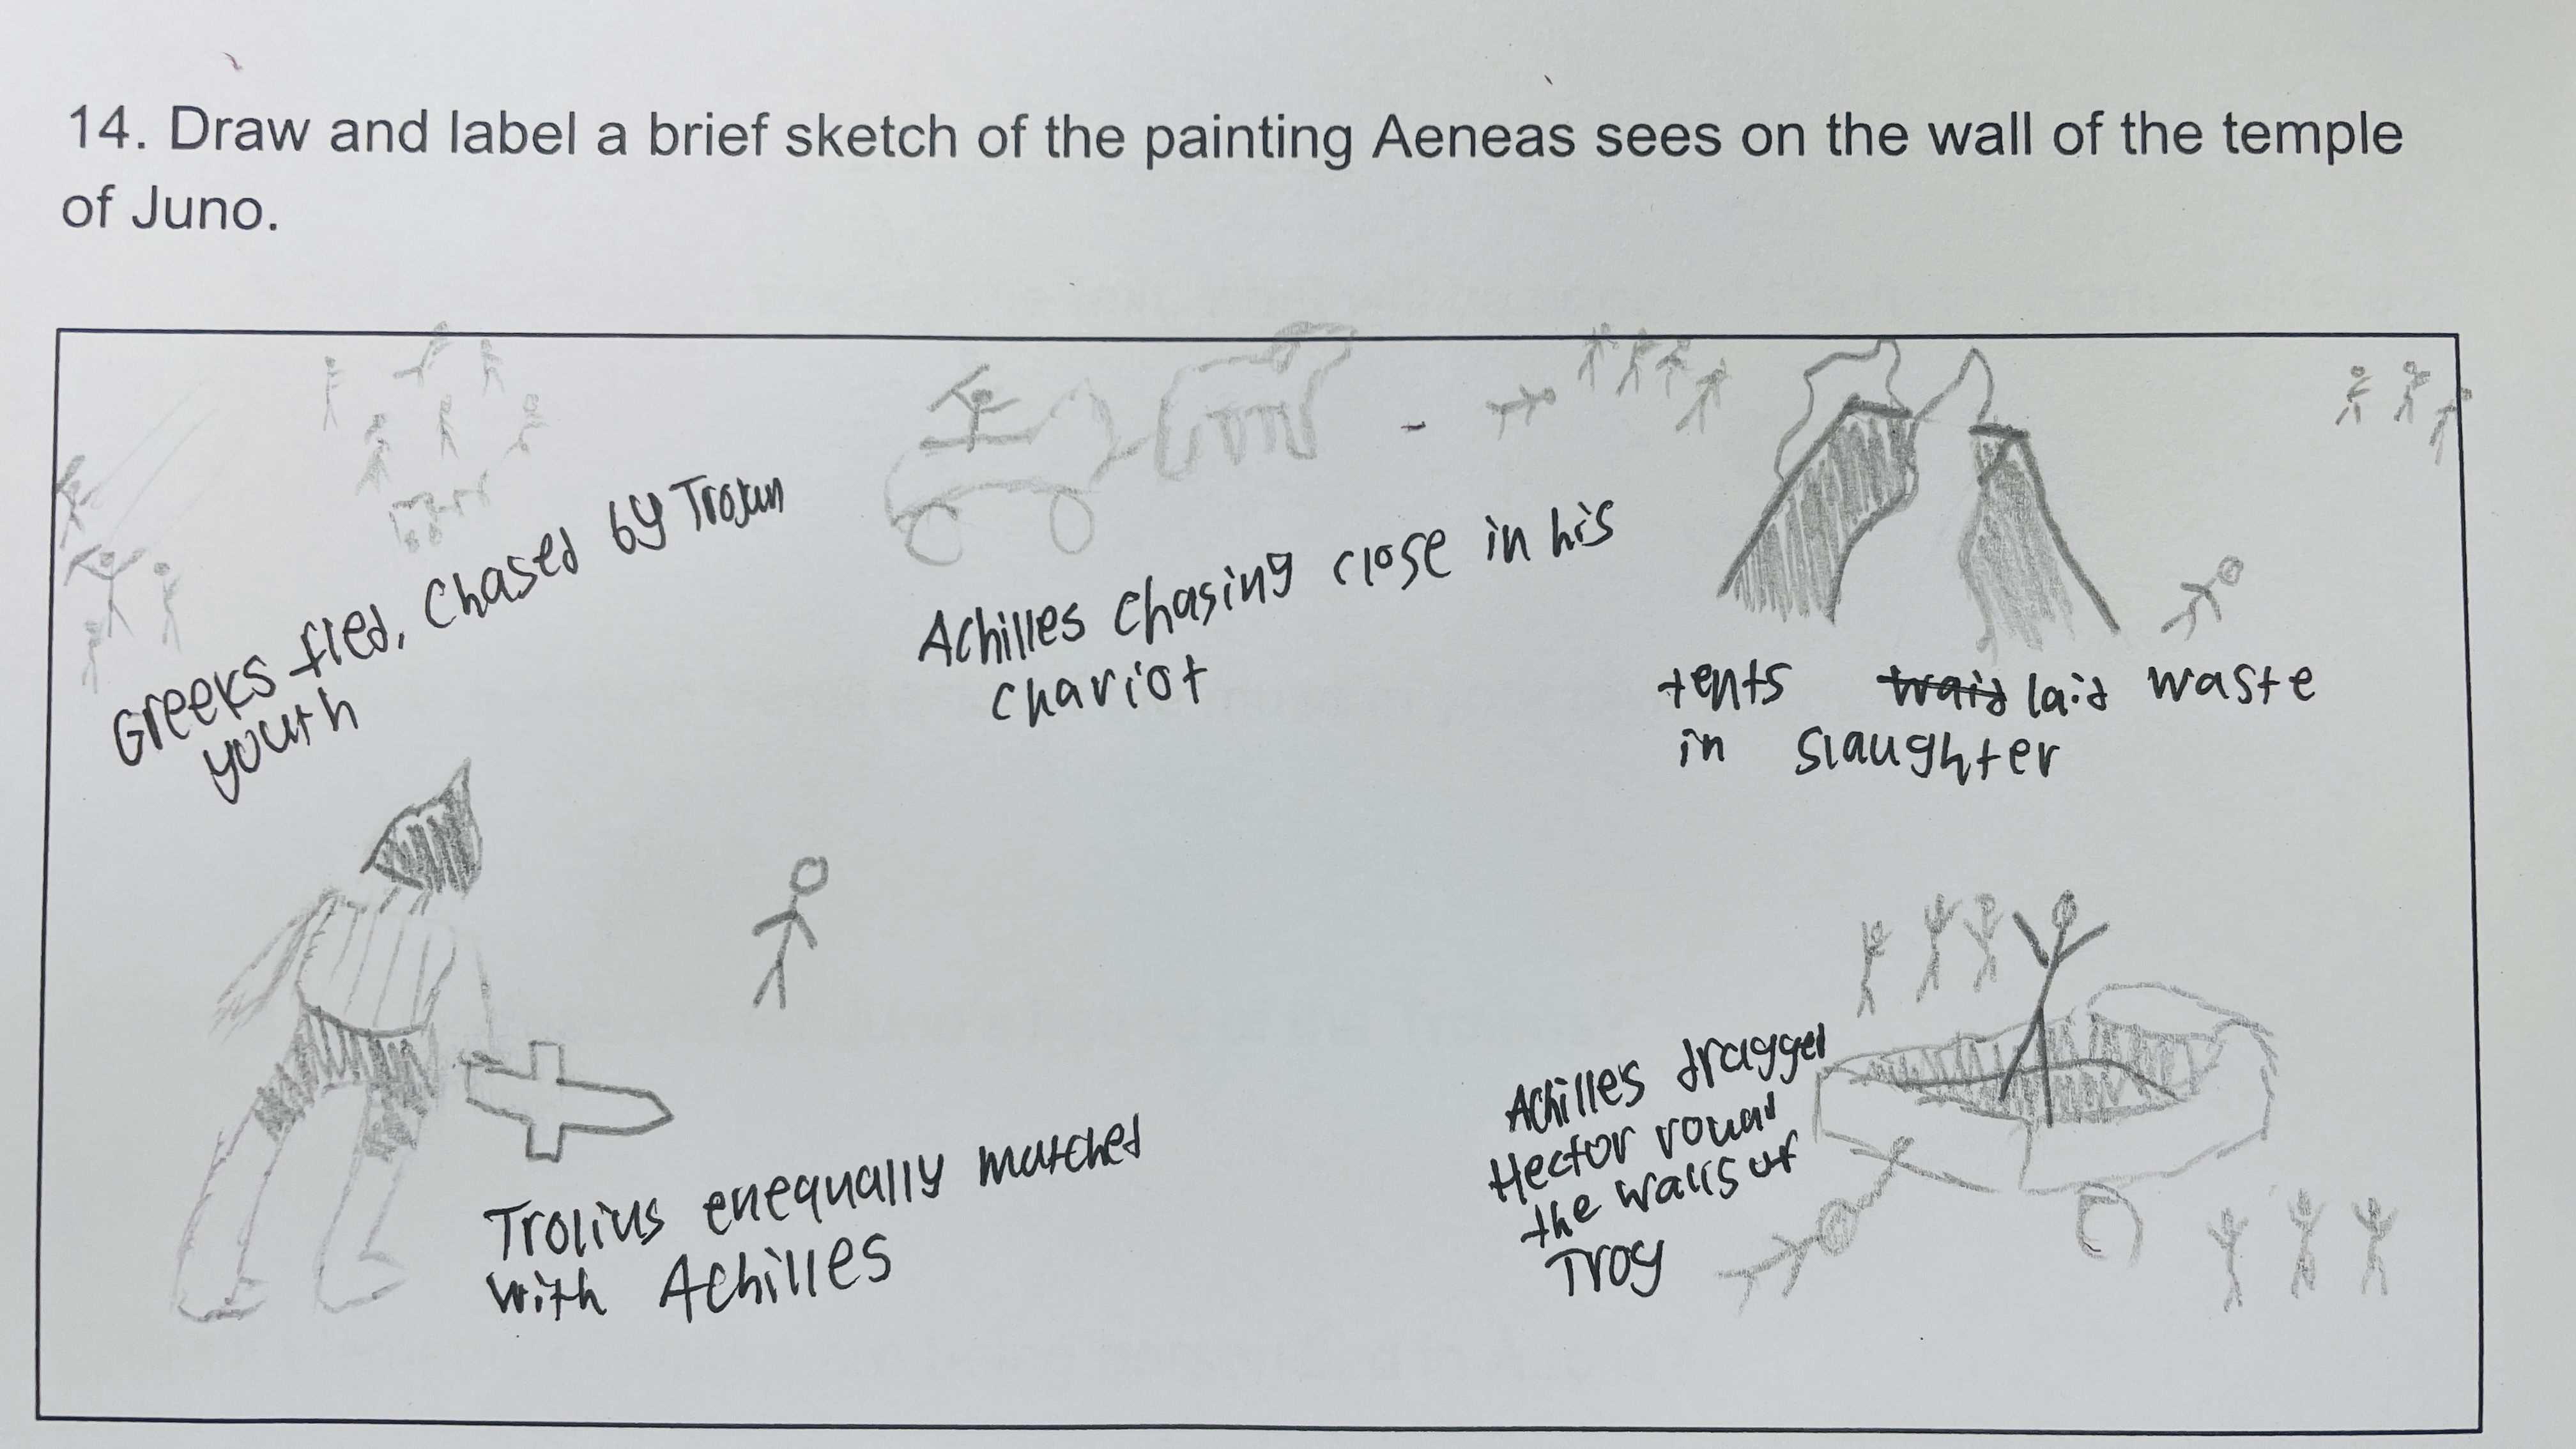 14. Draw and label a brief sketch of the painting Aeneas sees on the wall of the temple
of Juno.
Greeks fled, chased by Trojan
youth
Achilles chasing close in his
chariot
tents traid laid waste
in slaughter
Trolius enequally matched
with Achilles
Achilles dragged
Hector round
the walls of
Troy